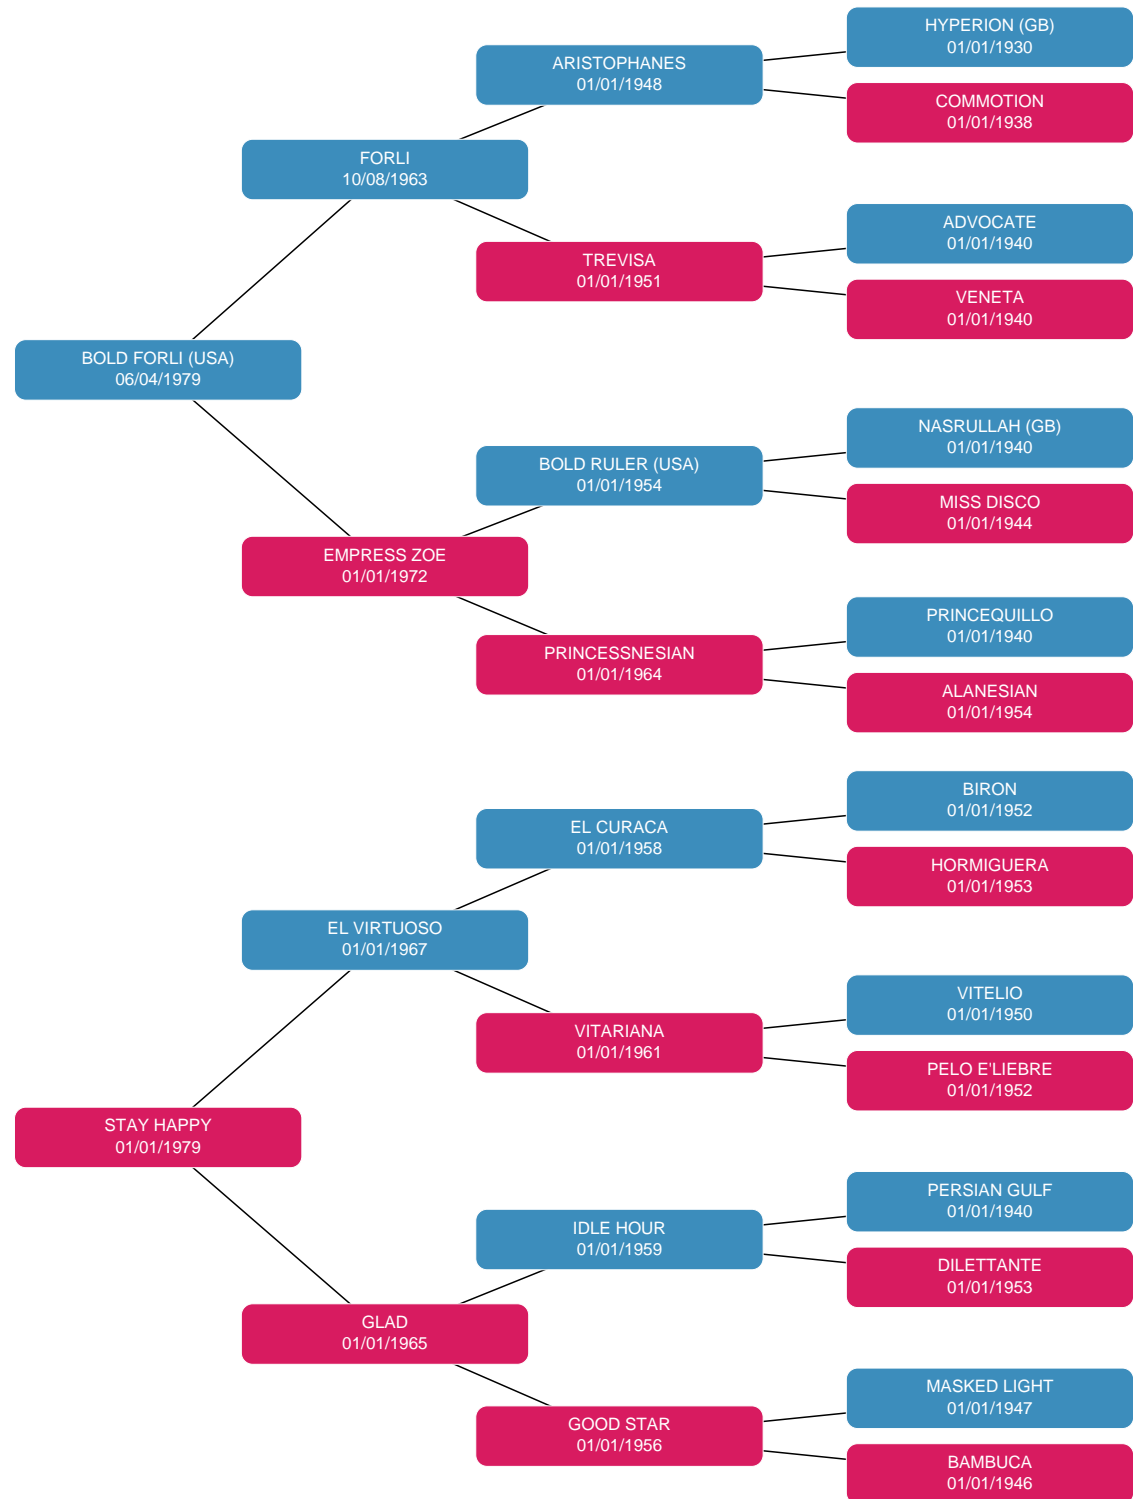 HYPERION (GB)
01/01/1930
ARISTOPHANES
01/01/1948
COMMOTION
01/01/1938
FORLI
10/08/1963
ADVOCATE
01/01/1940
TREVISA
01/01/1951
VENETA
01/01/1940
BOLD FORLI (USA)
06/04/1979
NASRULLAH (GB)
01/01/1940
BOLD RULER (USA)
01/01/1954
MISS DISCO
01/01/1944
EMPRESS ZOE
01/01/1972
PRINCEQUILLO
01/01/1940
PRINCESSNESIAN
01/01/1964
ALANESIAN
01/01/1954
BIRON
01/01/1952
EL CURACA
01/01/1958
HORMIGUERA
01/01/1953
EL VIRTUOSO
01/01/1967
VITELIO
01/01/1950
VITARIANA
01/01/1961
PELO E'LIEBRE
01/01/1952
STAY HAPPY
01/01/1979
PERSIAN GULF
01/01/1940
IDLE HOUR
01/01/1959
DILETTANTE
01/01/1953
GLAD
01/01/1965
MASKED LIGHT
01/01/1947
GOOD STAR
01/01/1956
BAMBUCA
01/01/1946